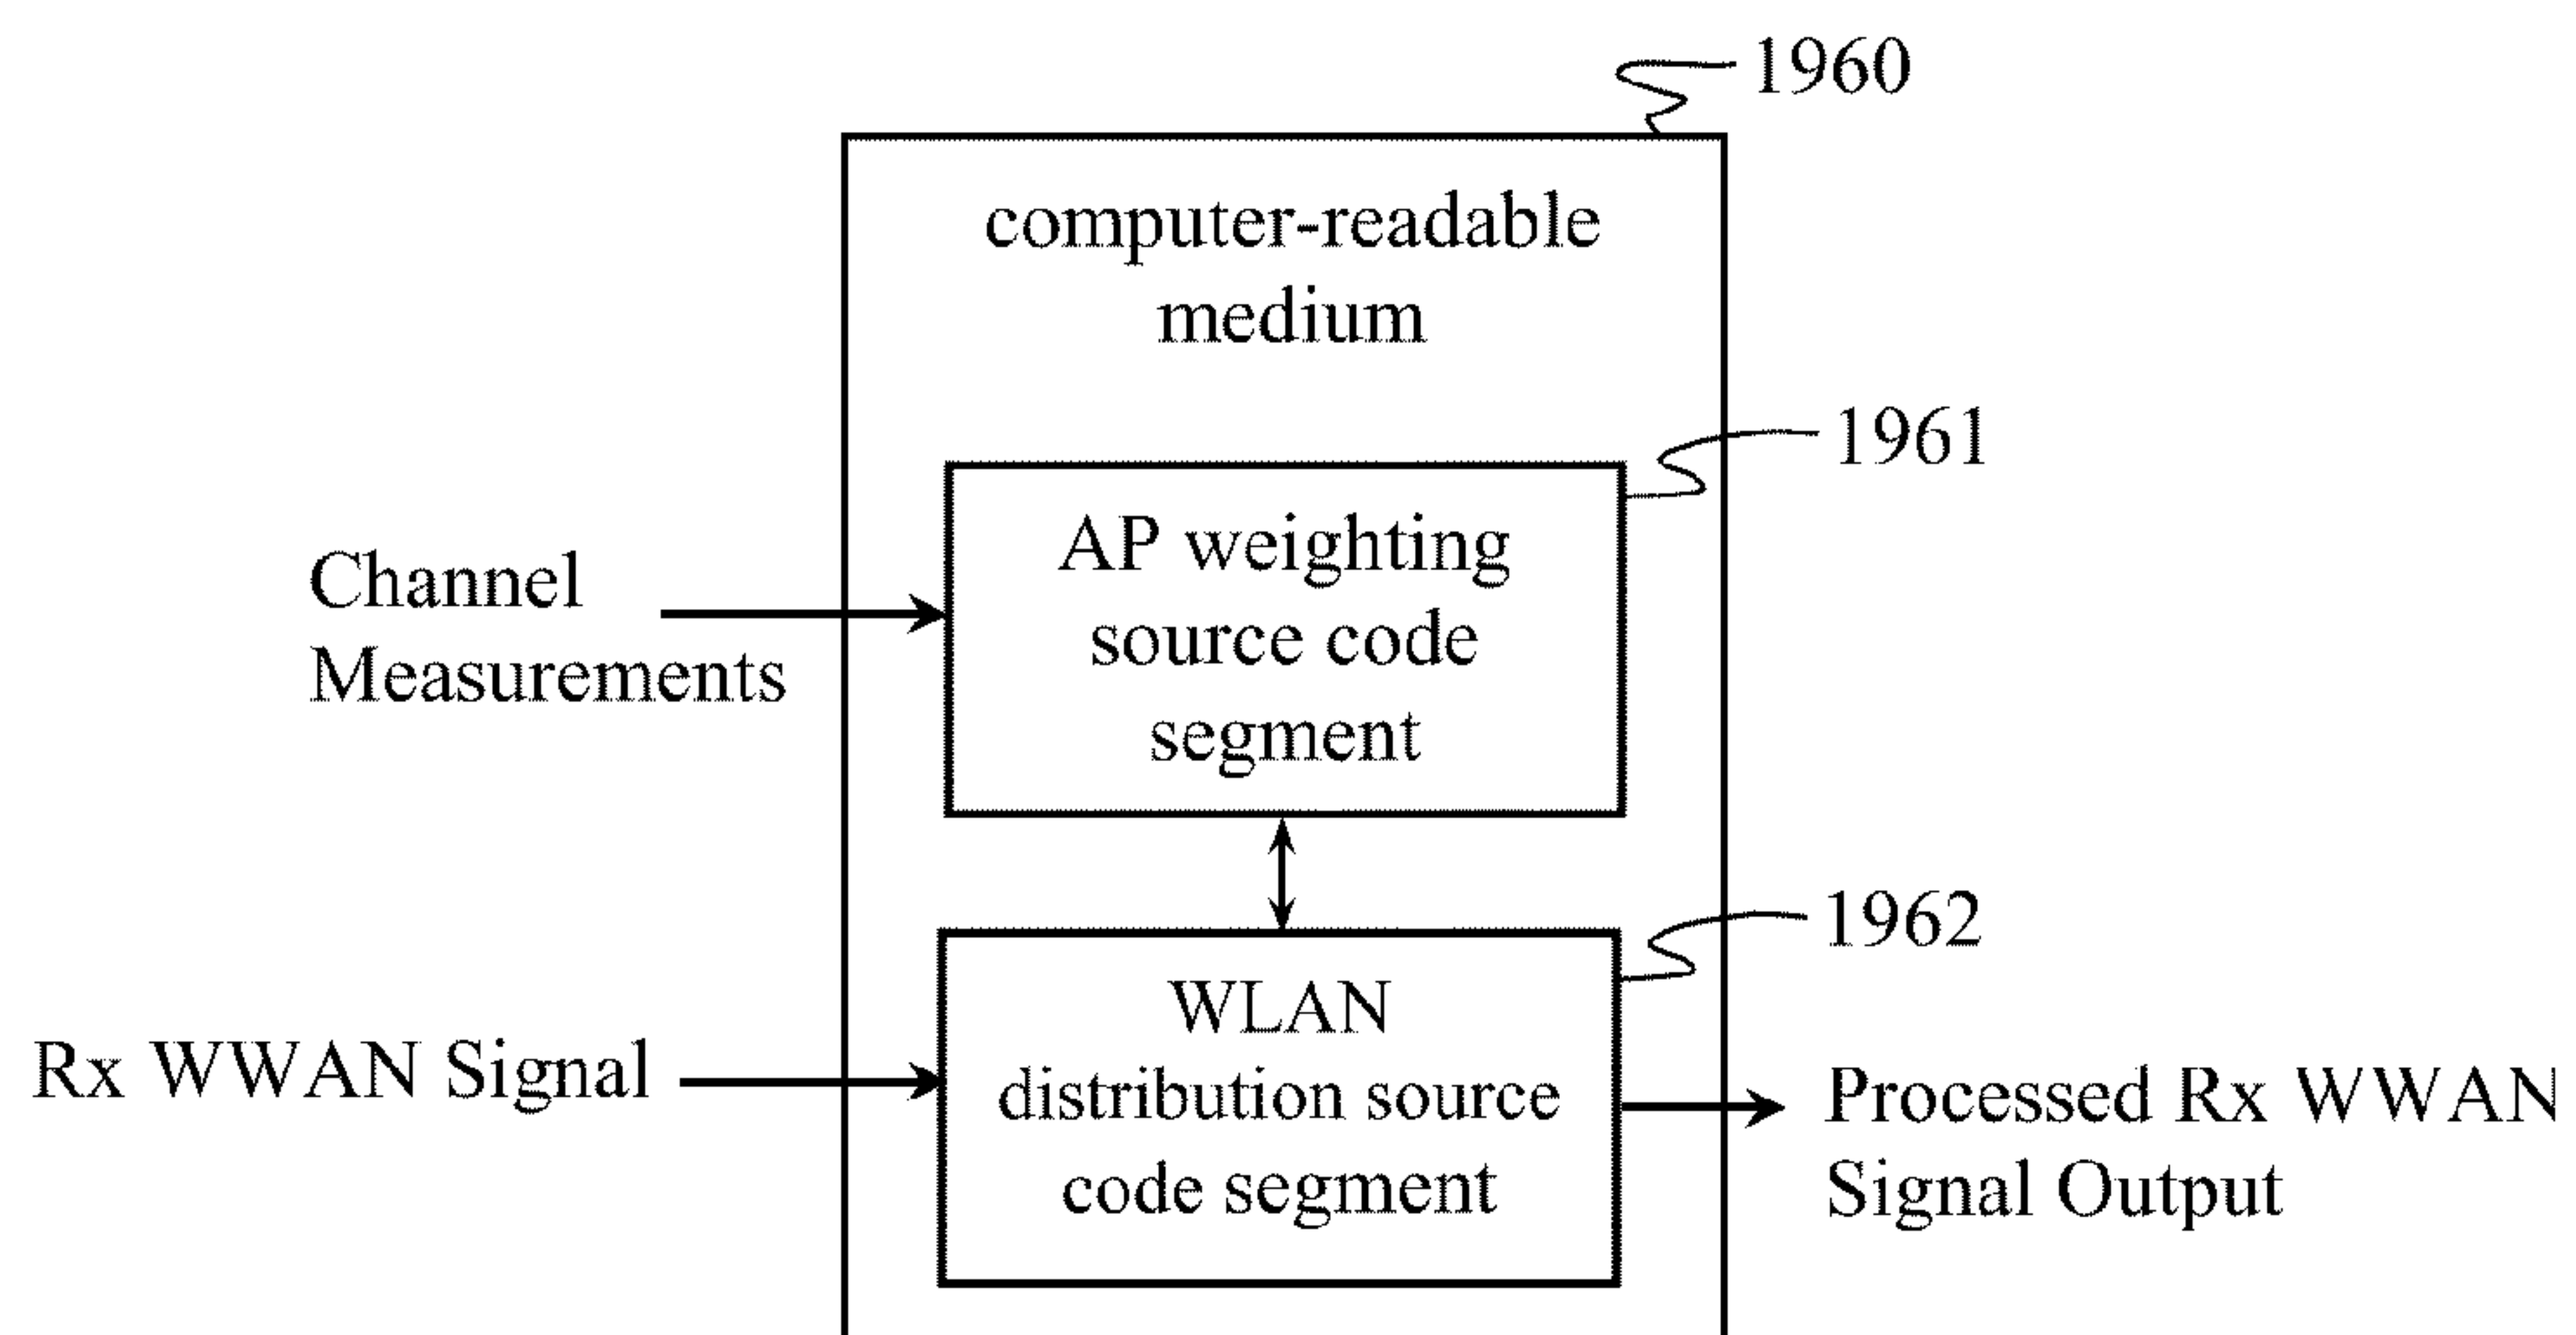 1960
computer-readable
medium
1961
AP weighting
source code
segment
Channel
Measurements
1962
WLAN
distribution source
code segment
Rx WWAN Signal
Processed Rx WWAN
Signal Output